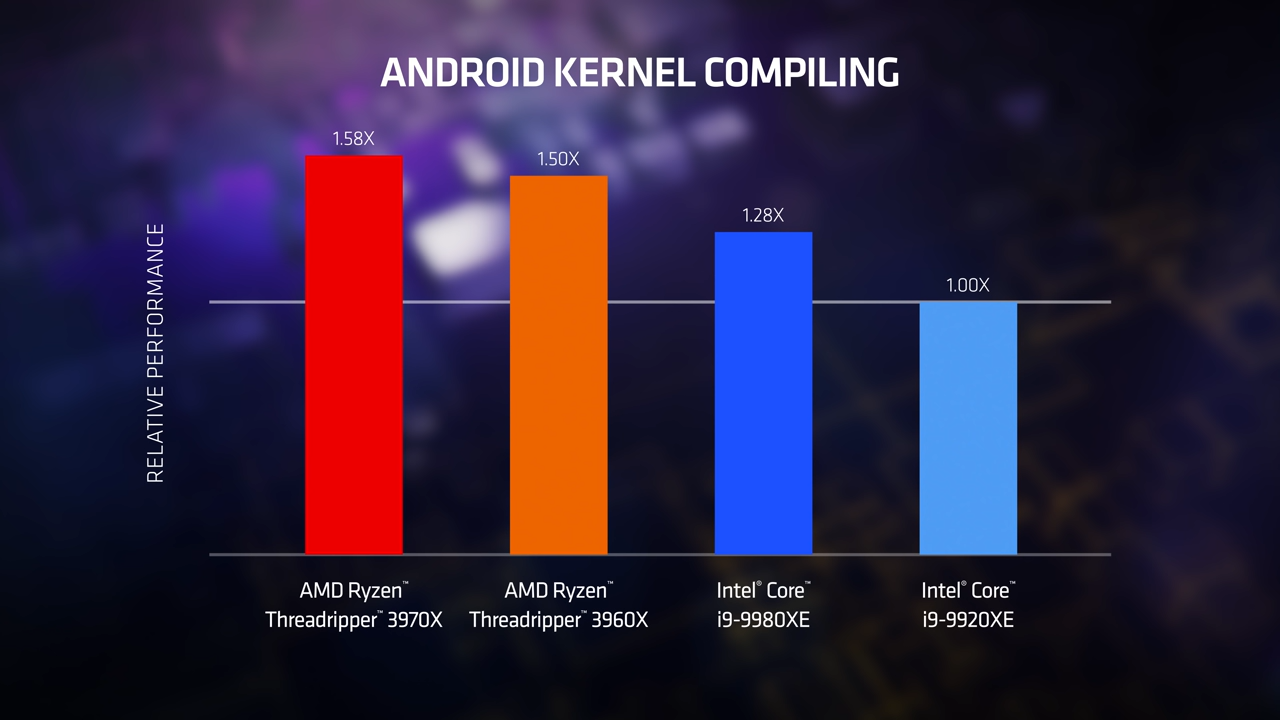 ANDROID KERNEL COMPILING
1.58X
1.50X
1.28X
1.00X
RELATIVE PERFORMANCE
AMD Ryzen™
Threadripper™ 3970X
AMD Ryzen™
Threadripper™ 3960X
Intel® Core™
i9-9980XE
Intel® Core™
i9-9920XE